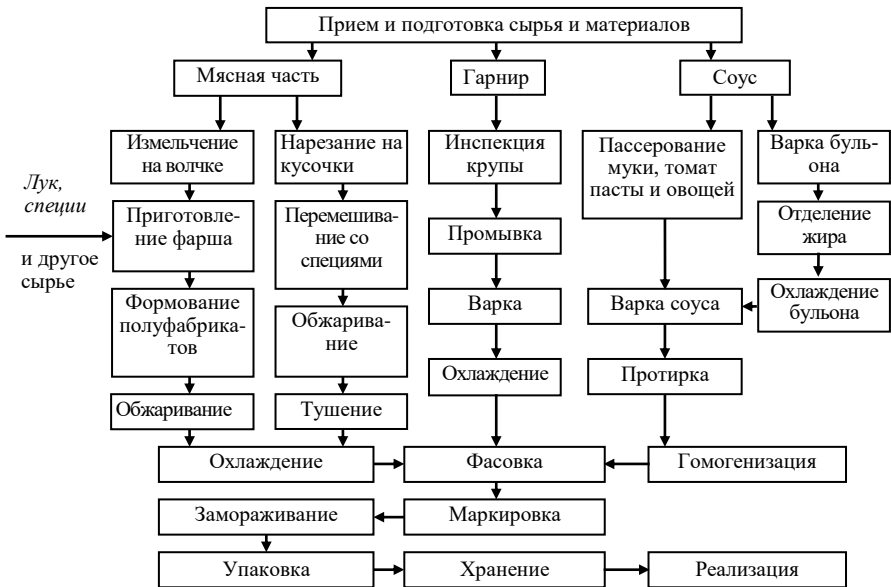 Прием и подготовка сырья и материалов
Мясная часть
Гарнир
Соус
Измельчение
на волчке
Нарезание на
кусочки
Инспекция
крупы
Пассерование
муки, томат
пасты и овощей
Варка буль-
она
Лук,
специи
и другое
сырье
Приготовле-
ние фарша
Перемешива-
ние со
специями
Промывка
Отделение
жира
Формование
полуфабрика-
тов
Обжарива-
ние
Варка
Варка соуса
Охлаждение
бульона
Обжаривание
Тушение
Охлаждение
Протирка
Охлаждение
Фасовка
Гомогенизация
Замораживание
Маркировка
Упаковка
Хранение
Реализация